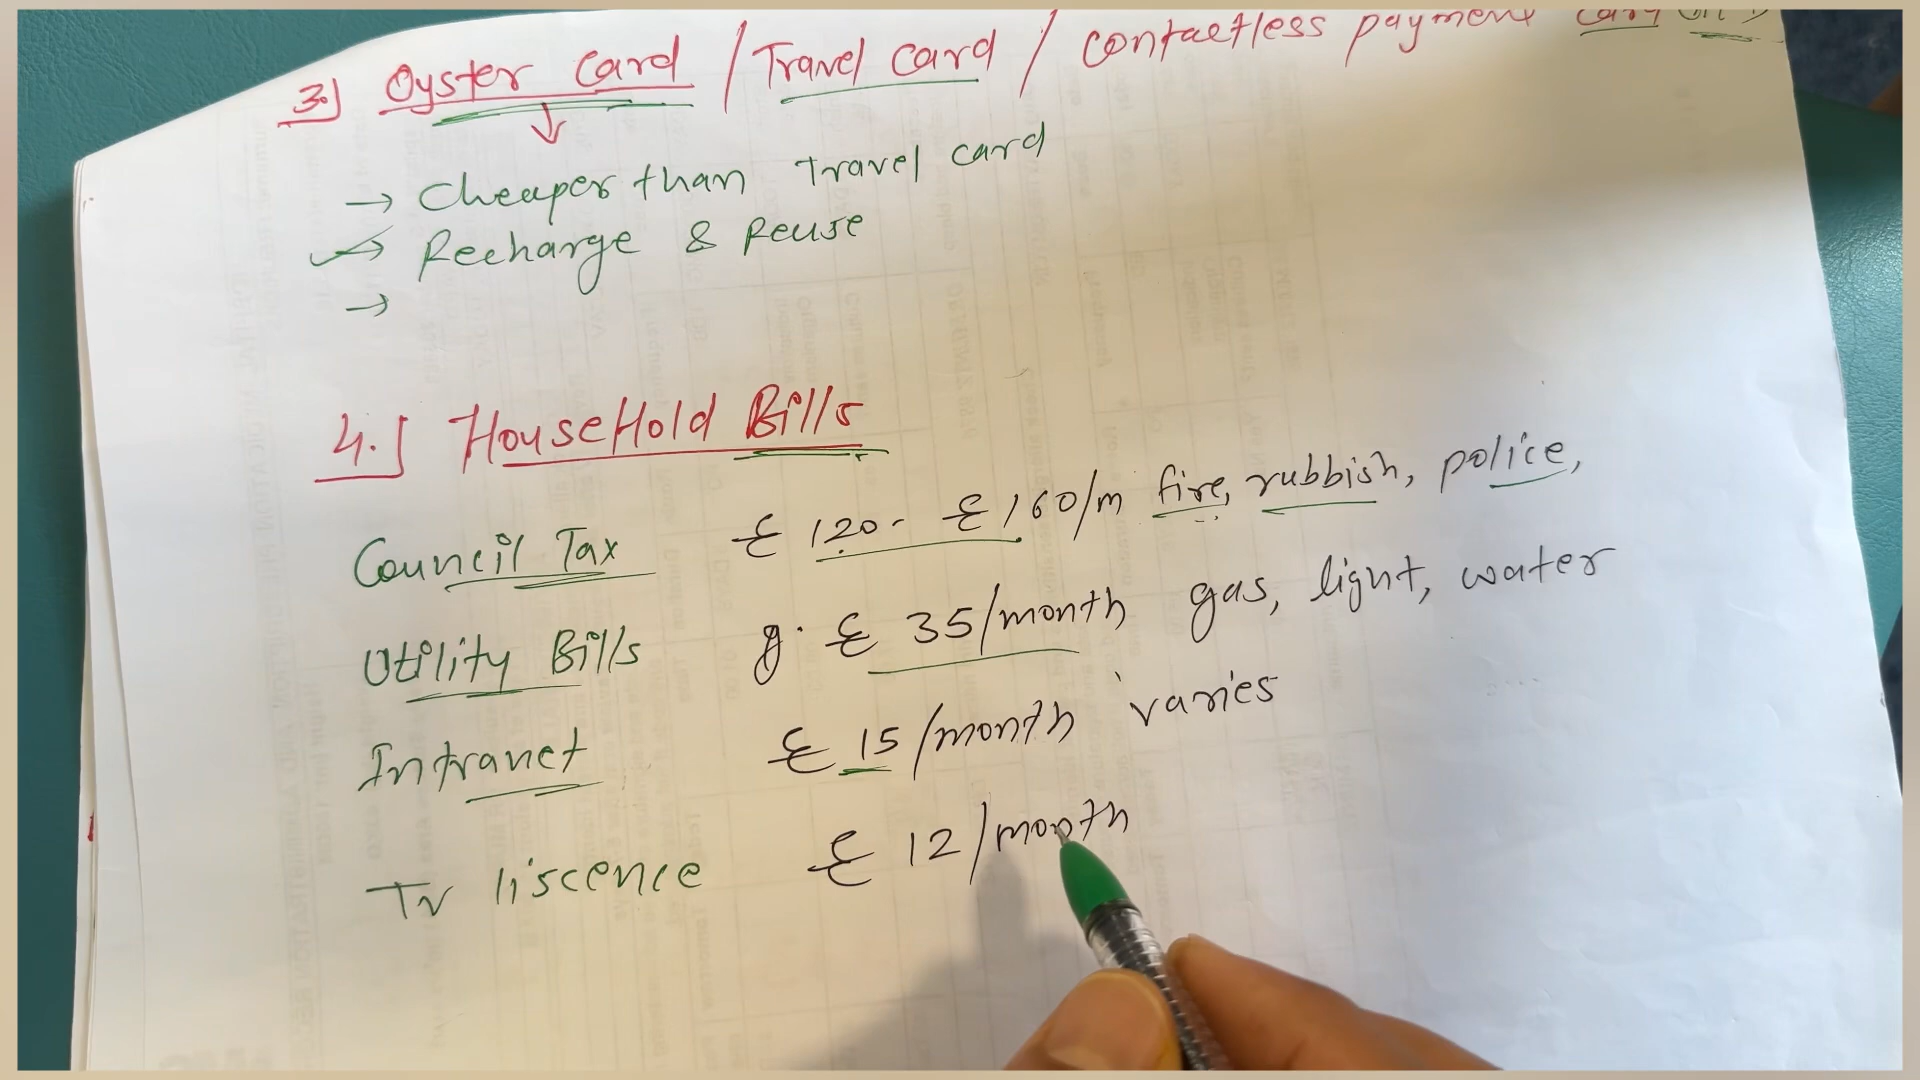 3.) Oyster card / Travel card / contactless payment card
→ Cheaper than Travel card
→ Recharge & Reuse
→
4.) HouseHold Bills
Council Tax £ 120 - £ 160/m fire, rubbish, police,
Utility Bills g. £ 35/month gas, light, water
Intranet £ 15/month varies
TV liscence £ 12/month